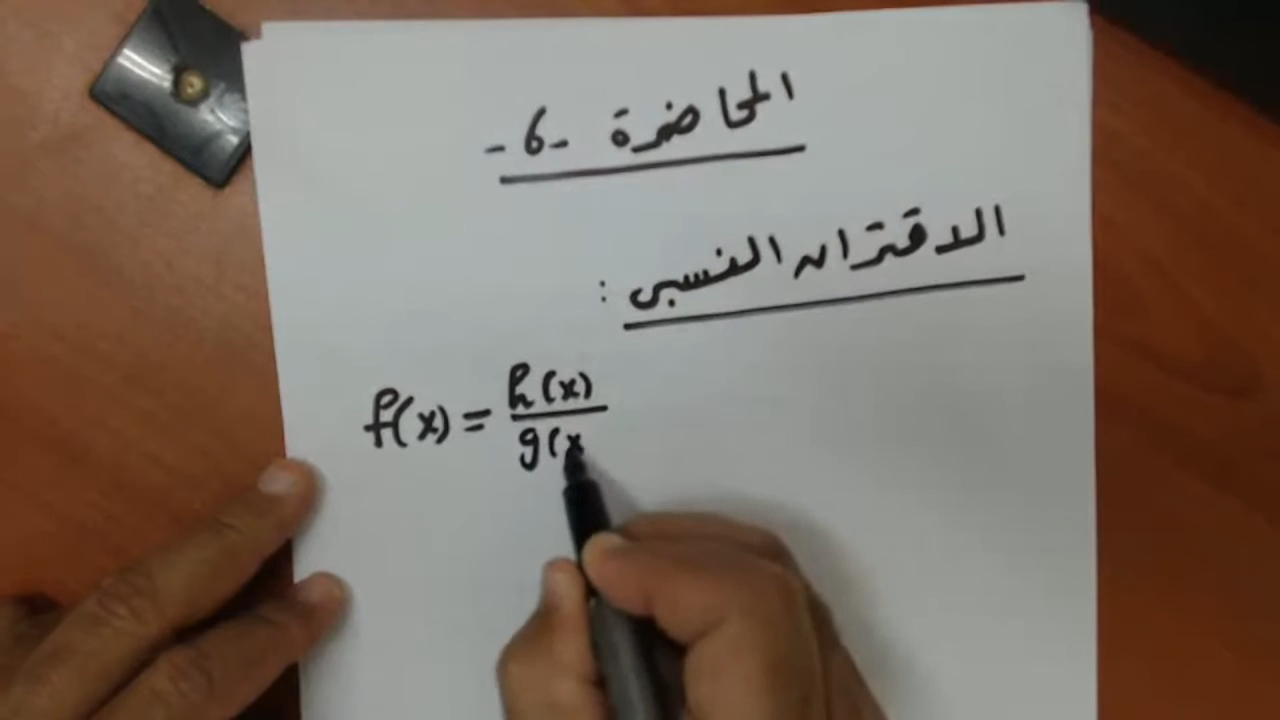 المحاضرة -6-
الاقتران النسبي :
f(x) = h(x)
g(x